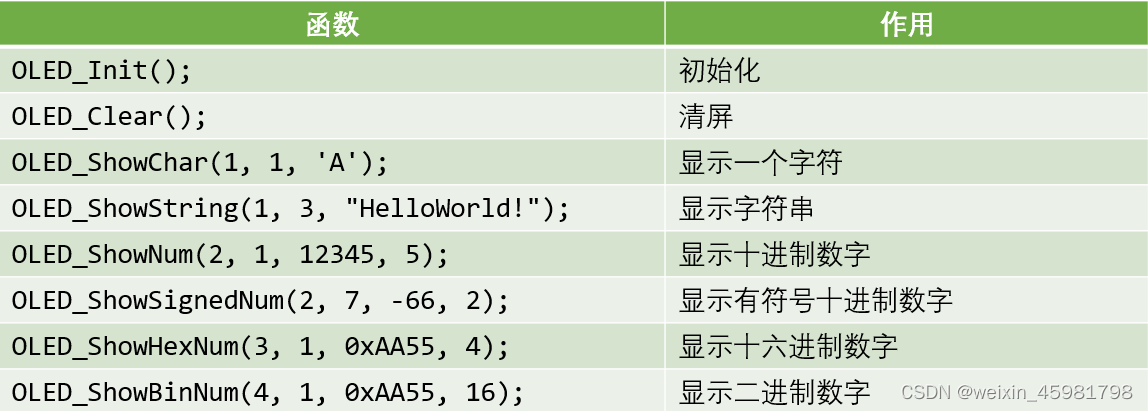 函数 作用
OLED_Init(); 初始化
OLED_Clear(); 清屏
OLED_ShowChar(1, 1, 'A'); 显示一个字符
OLED_ShowString(1, 3, "HelloWorld!"); 显示字符串
OLED_ShowNum(2, 1, 12345, 5); 显示十进制数字
OLED_ShowSignedNum(2, 7, -66, 2); 显示有符号十进制数字
OLED_ShowHexNum(3, 1, 0xAA55, 4); 显示十六进制数字
OLED_ShowBinNum(4, 1, 0xAA55, 16); 显示二进制数字
CSDN @weixin_45981798